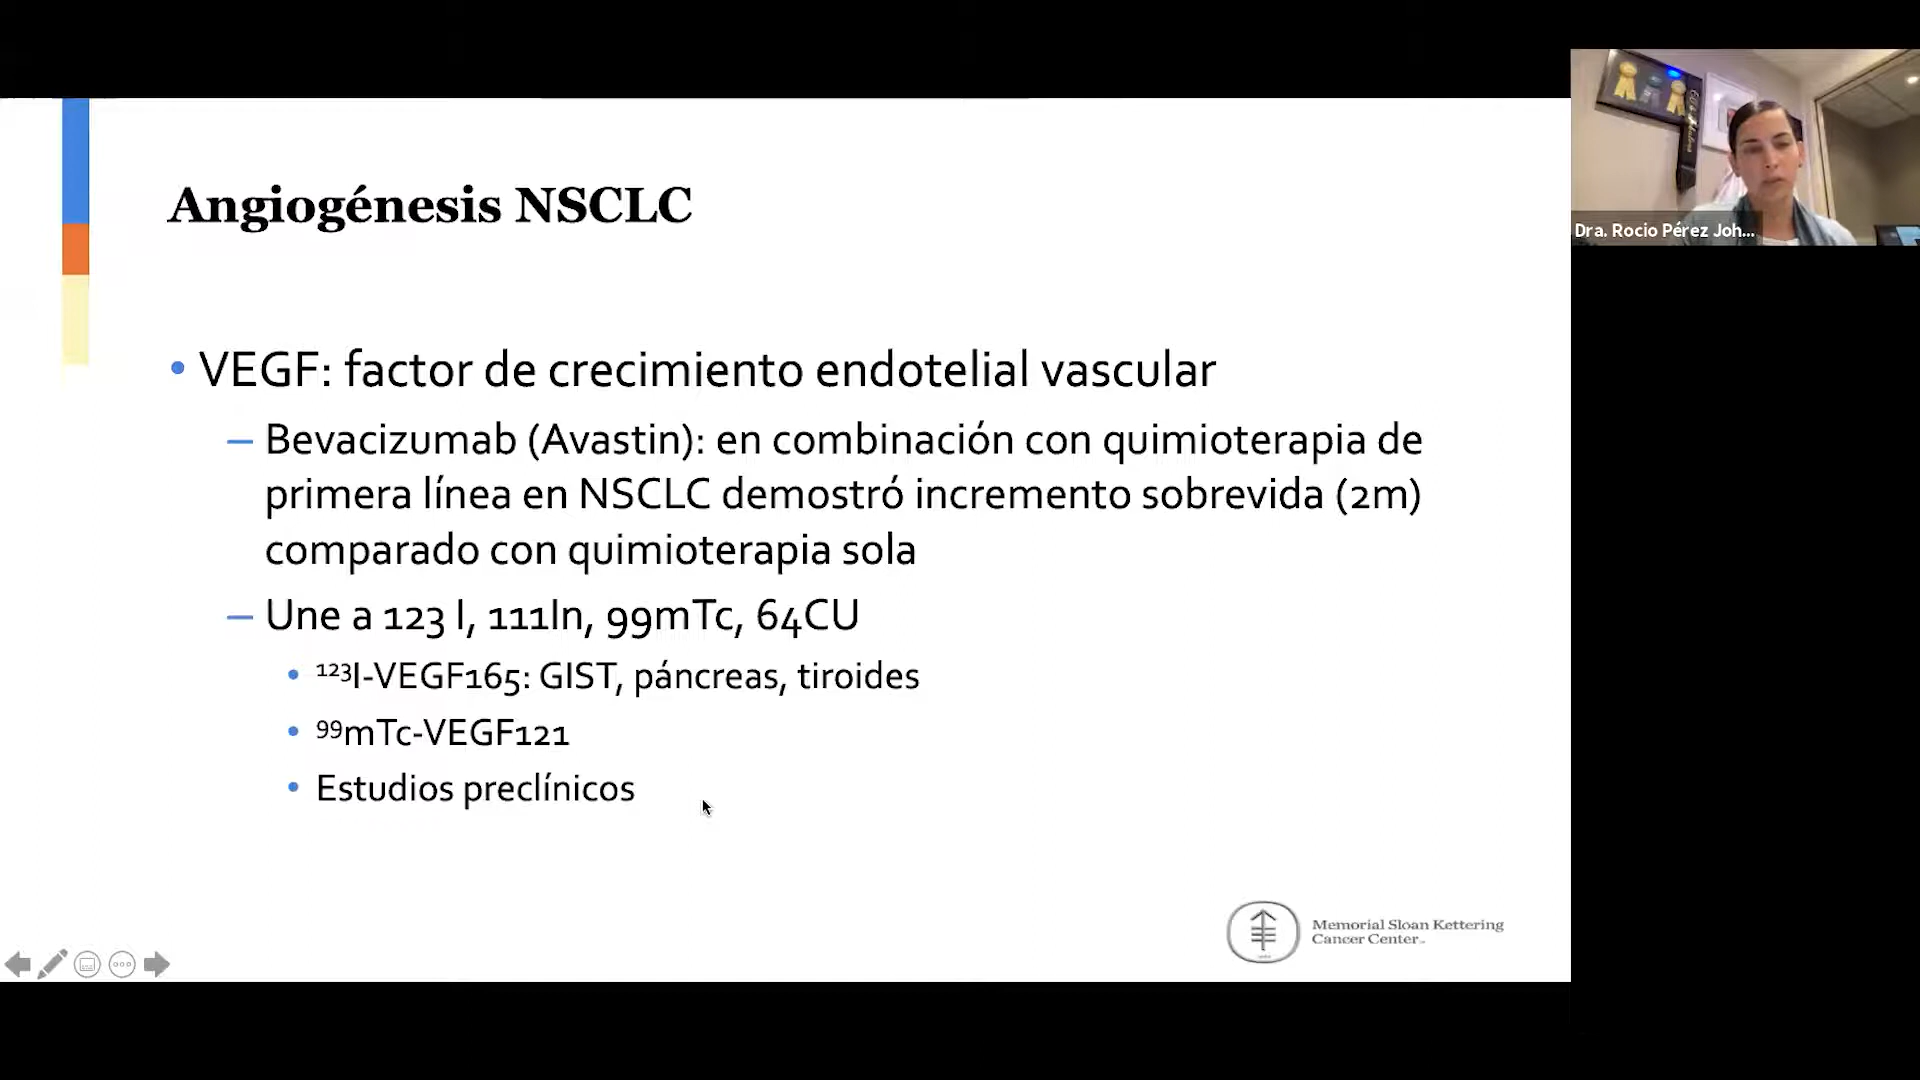 Angiogénesis NSCLC
• VEGF: factor de crecimiento endotelial vascular
– Bevacizumab (Avastin): en combinación con quimioterapia de
primera línea en NSCLC demostró incremento sobrevida (2m)
comparado con quimioterapia sola
– Une a 123 I, 111In, 99mTc, 64CU
• ¹²³I-VEGF165: GIST, páncreas, tiroides
• ⁹⁹mTc-VEGF121
• Estudios preclínicos
Memorial Sloan Kettering
Cancer Center
Dra. Rocio Pérez Joh...